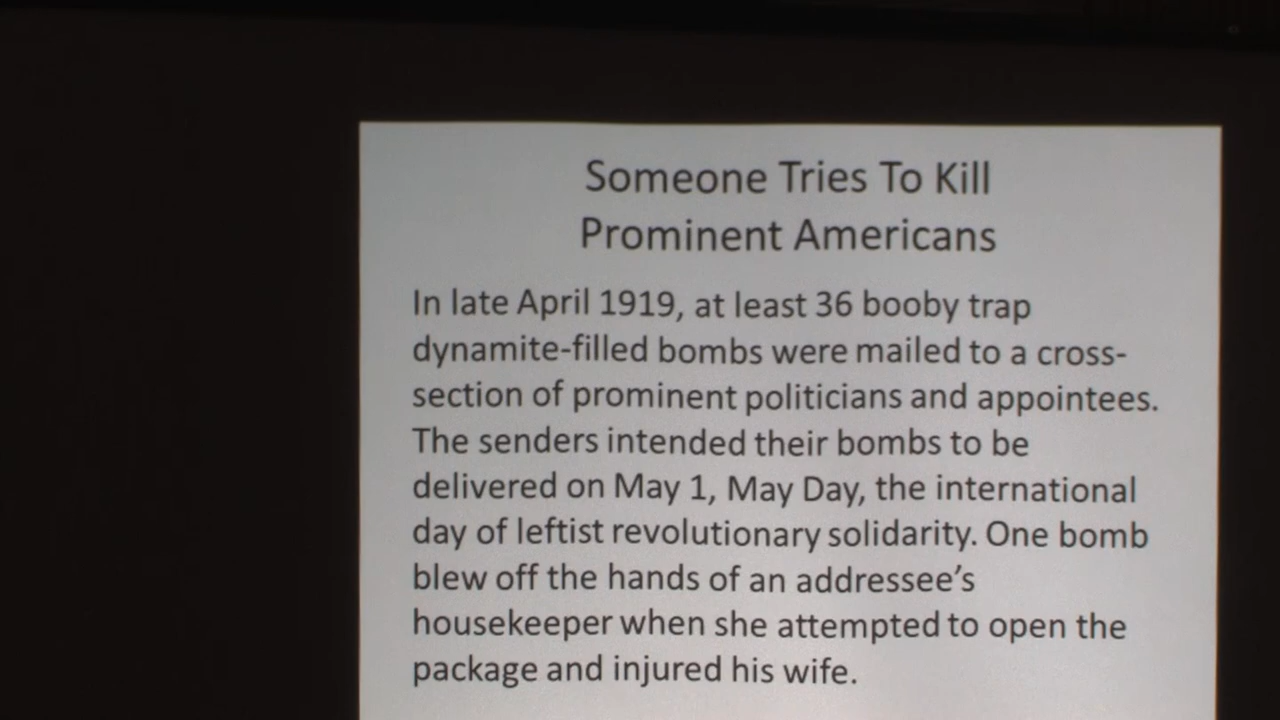 Someone Tries To Kill
Prominent Americans
In late April 1919, at least 36 booby trap
dynamite-filled bombs were mailed to a cross-
section of prominent politicians and appointees.
The senders intended their bombs to be
delivered on May 1, May Day, the international
day of leftist revolutionary solidarity. One bomb
blew off the hands of an addressee’s
housekeeper when she attempted to open the
package and injured his wife.